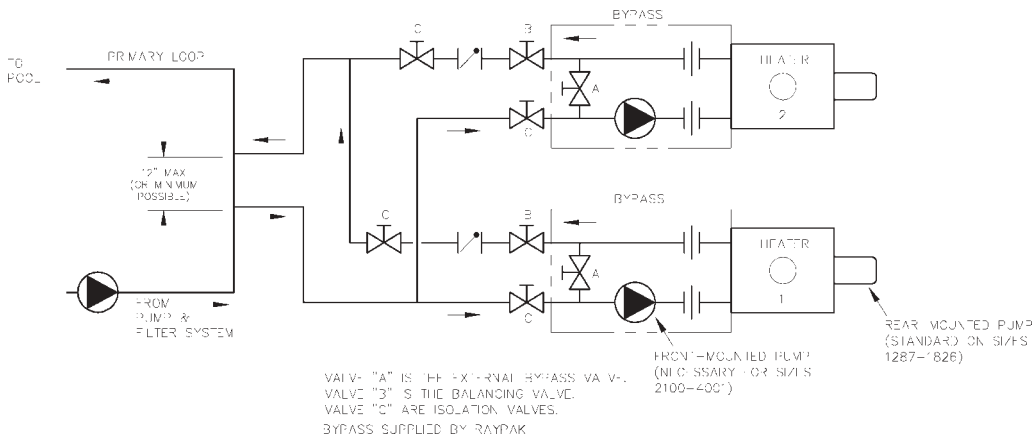 C
B
BYPASS
TO
POOL
PRIMARY LOOP
HEATER
2
A
C
12" MAX
(OR MINIMUM
POSSIBLE)
C
B
BYPASS
HEATER
1
A
C
FROM
PUMP &
FILTER SYSTEM
REAR MOUNTED PUMP
(STANDARD ON SIZES
1287-1826)
FRONT-MOUNTED PUMP
(NECESSARY FOR SIZES
2100-4001)
VALVE "A" IS THE EXTERNAL BYPASS VALVE.
VALVE "B" IS THE BALANCING VALVE.
VALVE "C" ARE ISOLATION VALVES.
BYPASS SUPPLIED BY RAYPAK